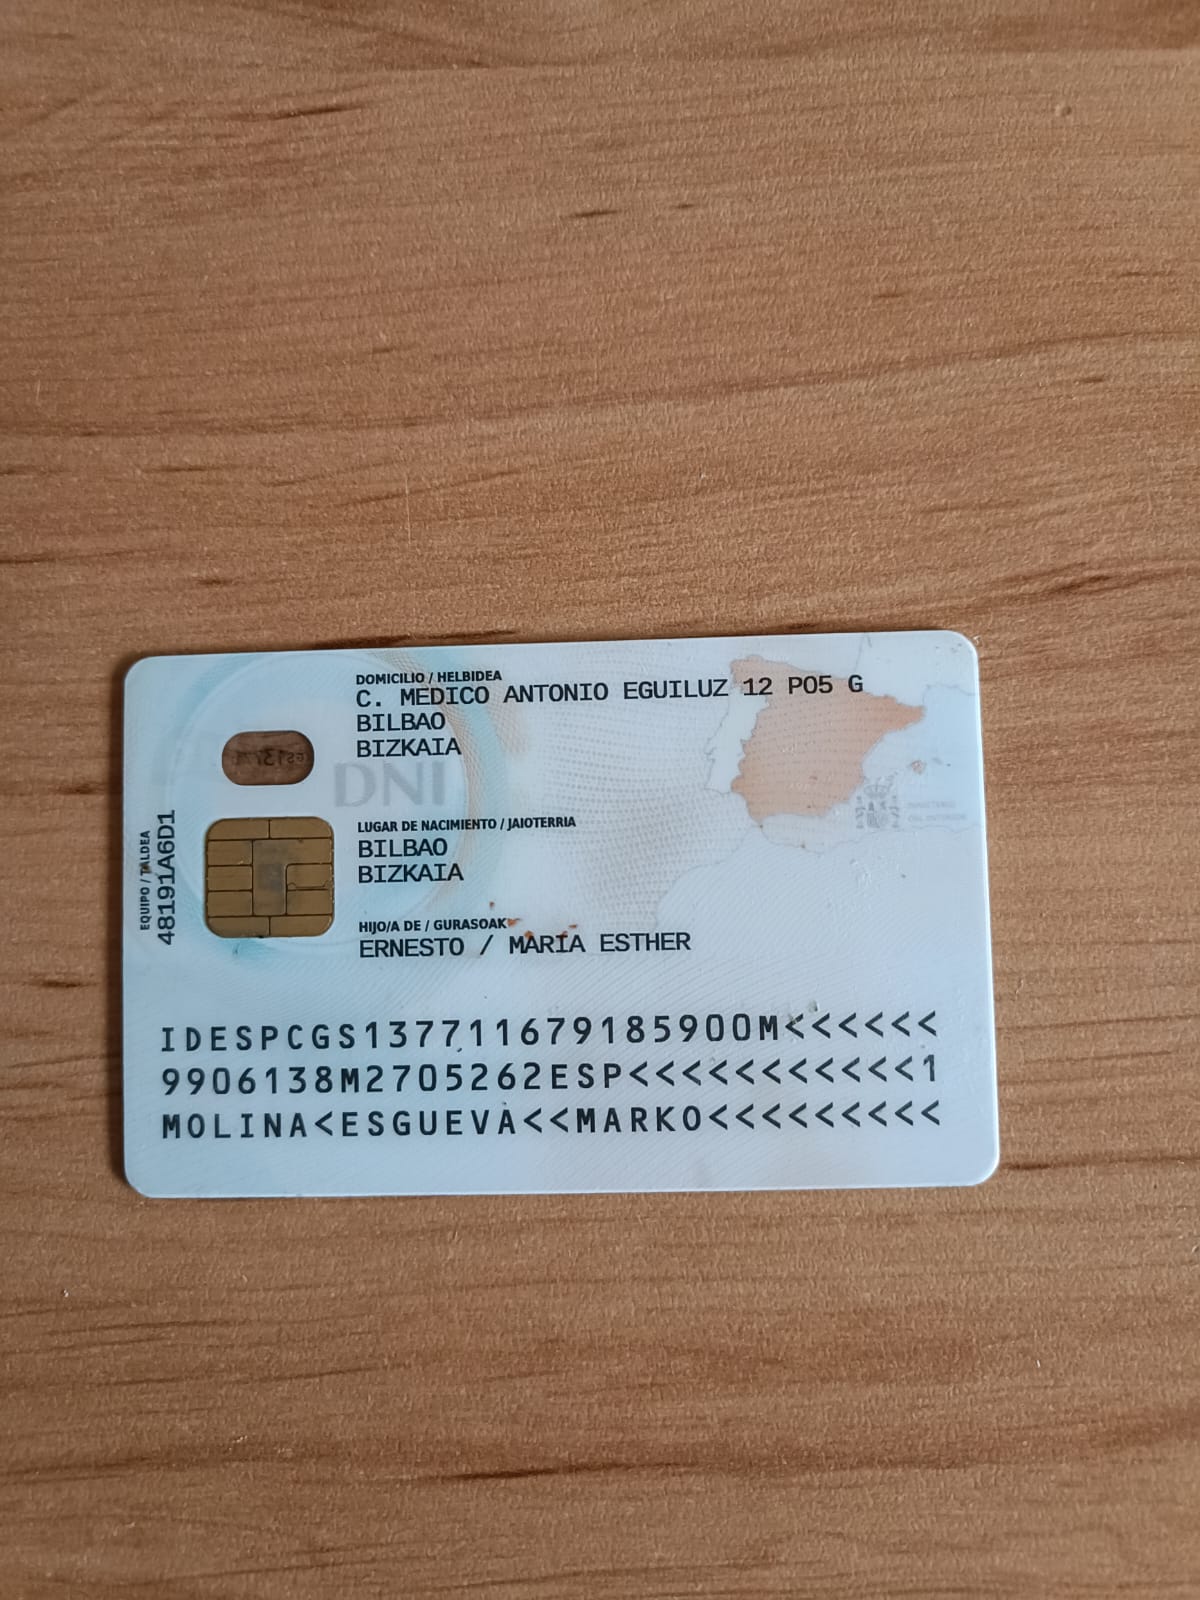 DOMICILIO / HELBIDEA
C. MEDICO ANTONIO EGUILUZ 12 P05 G
BILBAO
BIZKAIA
DNI
LUGAR DE NACIMIENTO / JAIOTERRIA
BILBAO
BIZKAIA
HIJO/A DE / GURASOAK
ERNESTO / MARIA ESTHER
EQUIPO / TALDEA
48191A6D1
IDESPCGS137711679185900M<<<<<<
9906138M2705262ESP<<<<<<<<<<<1
MOLINA<ESGUEVA<<MARKO<<<<<<<<<